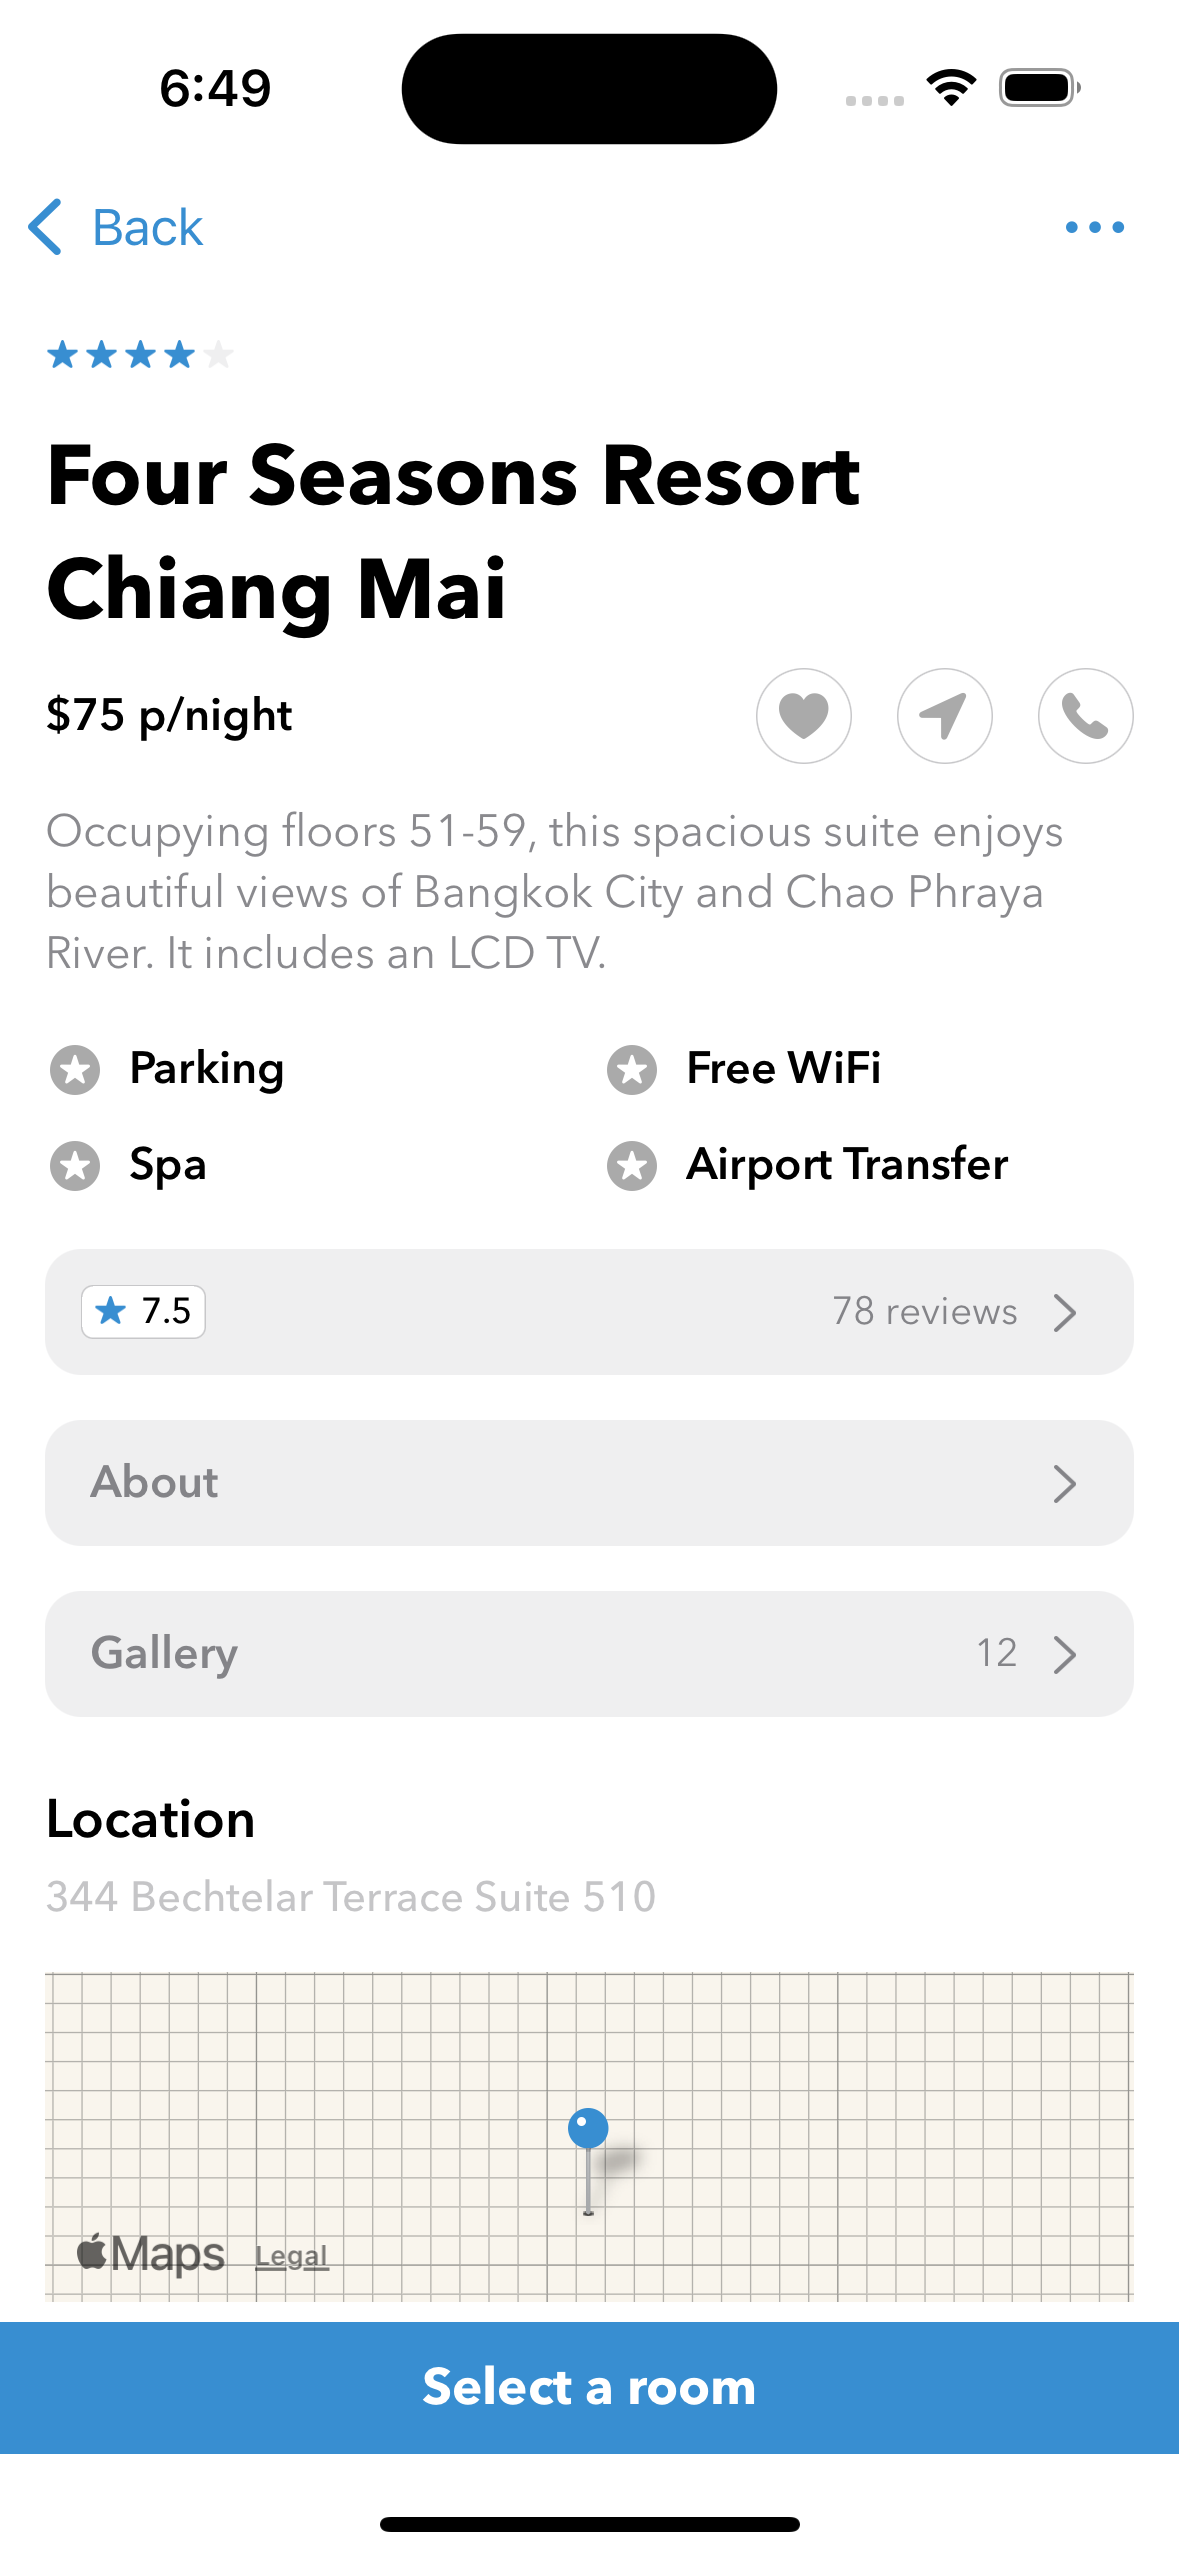 6:49
Back
Four Seasons Resort
Chiang Mai
$75 p/night
Occupying floors 51-59, this spacious suite enjoys
beautiful views of Bangkok City and Chao Phraya
River. It includes an LCD TV.
Parking
Free WiFi
Spa
Airport Transfer
7.5
78 reviews
About
Gallery
12
Location
344 Bechtelar Terrace Suite 510
Maps
Legal
Select a room